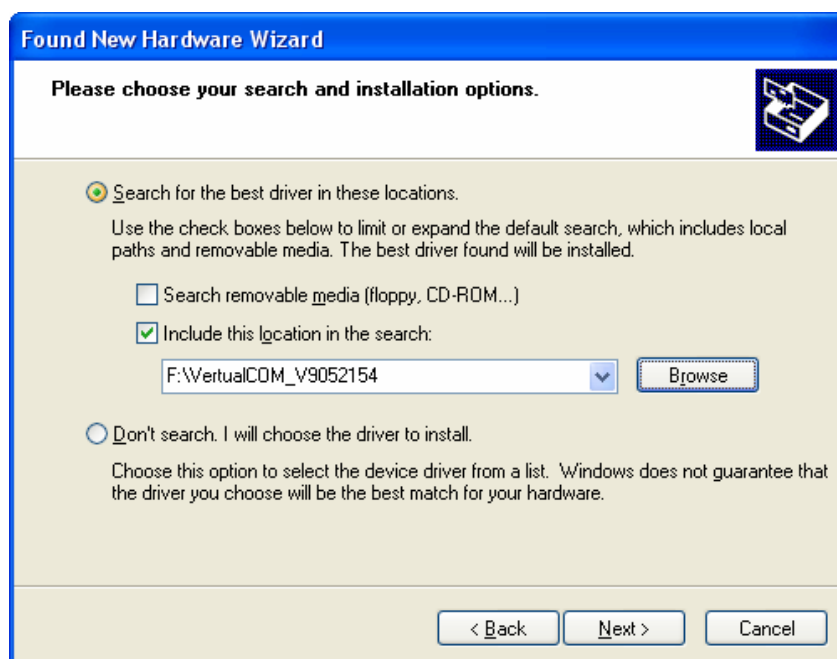 Found New Hardware Wizard
Please choose your search and installation options.
Search for the best driver in these locations.
Use the check boxes below to limit or expand the default search, which includes local
paths and removable media. The best driver found will be installed.
Search removable media (floppy, CD-ROM...)
Include this location in the search:
F:\VertualCOM_V9052154
Browse
Don't search. I will choose the driver to install.
Choose this option to select the device driver from a list. Windows does not guarantee that
the driver you choose will be the best match for your hardware.
< Back Next > Cancel